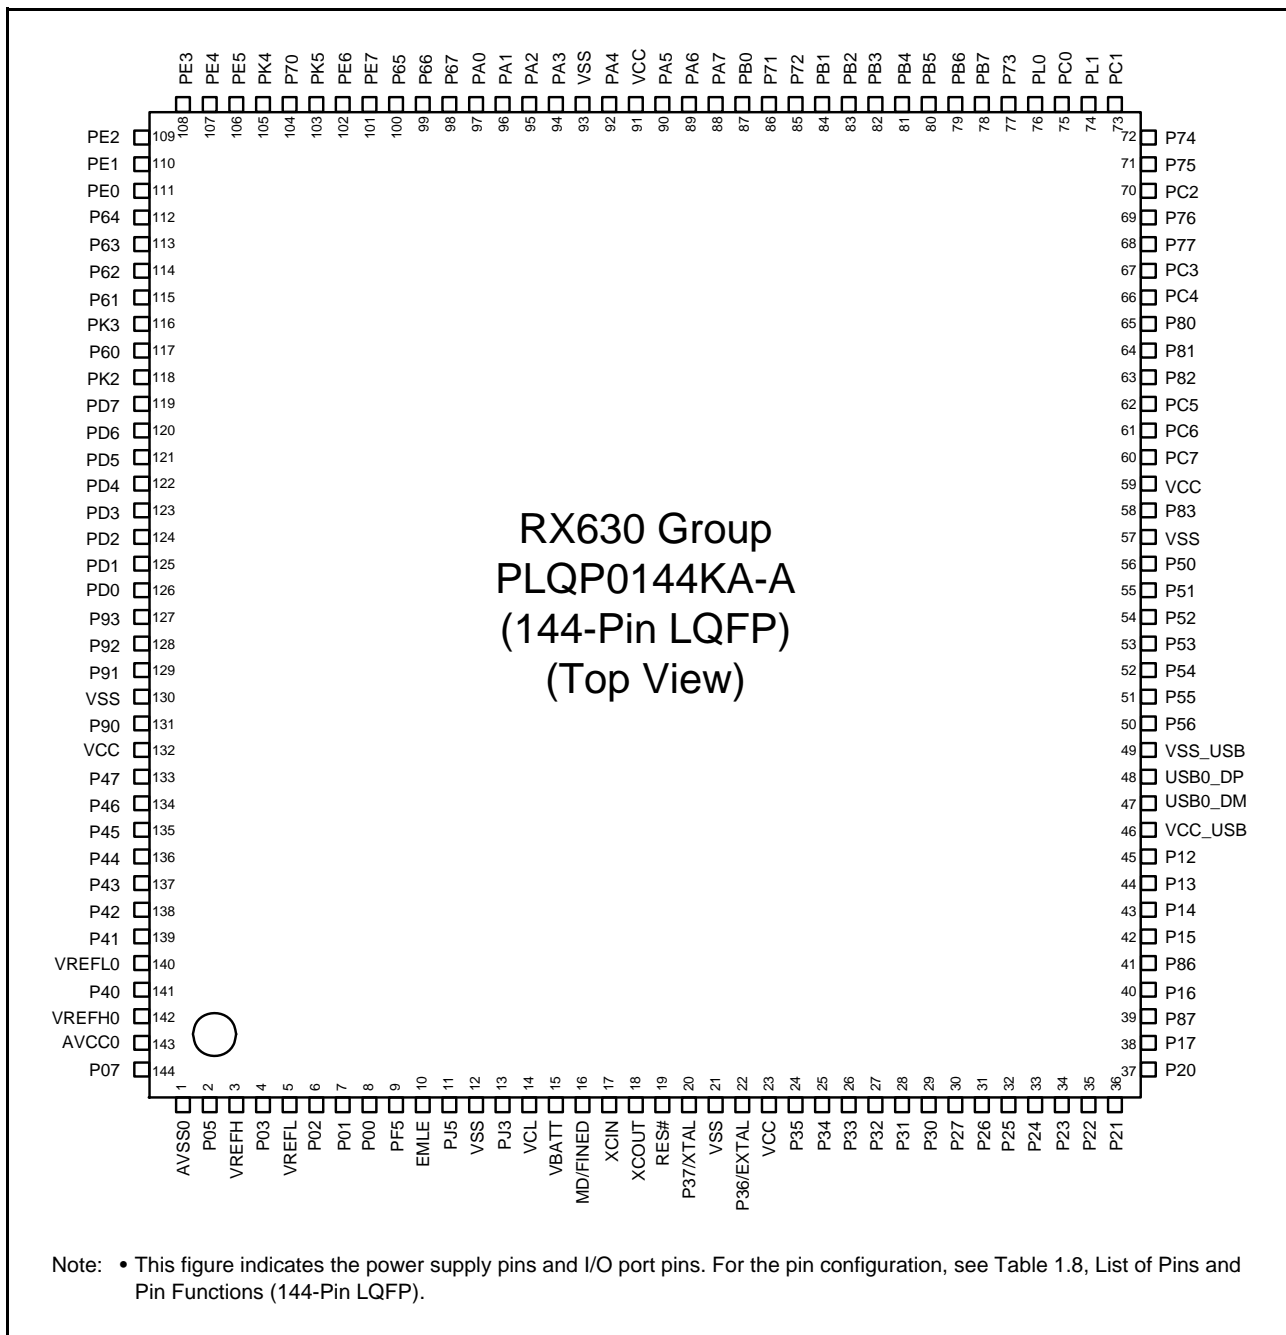 PE3 PE4 PE5 PK4 P70 PK5 PE6 PE7 P65 P66 P67 PA0 PA1 PA2 PA3 VSS PA4 VCC PA5 PA6 PA7 PB0 P71 P72 PB1 PB2 PB3 PB4 PB5 PB6 PB7 P73 PL0 PC0 PL1 PC1
108 107 106 105 104 103 102 101 100 99 98 97 96 95 94 93 92 91 90 89 88 87 86 85 84 83 82 81 80 79 78 77 76 75 74 73
PE2 109 72 P74
PE1 110 71 P75
PE0 111 70 PC2
P64 112 69 P76
P63 113 68 P77
P62 114 67 PC3
P61 115 66 PC4
PK3 116 65 P80
P60 117 64 P81
PK2 118 63 P82
PD7 119 62 PC5
PD6 120 61 PC6
PD5 121 60 PC7
PD4 122 59 VCC
PD3 123 58 P83
PD2 124 57 VSS
PD1 125 56 P50
PD0 126 55 P51
P93 127 54 P52
P92 128 53 P53
P91 129 52 P54
VSS 130 51 P55
P90 131 50 P56
VCC 132 49 VSS_USB
P47 133 48 USB0_DP
P46 134 47 USB0_DM
P45 135 46 VCC_USB
P44 136 45 P12
P43 137 44 P13
P42 138 43 P14
P41 139 42 P15
VREFL0 140 41 P86
P40 141 40 P16
VREFH0 142 39 P87
AVCC0 143 38 P17
P07 144 37 P20
RX630 Group
PLQP0144KA-A
(144-Pin LQFP)
(Top View)
1 2 3 4 5 6 7 8 9 10 11 12 13 14 15 16 17 18 19 20 21 22 23 24 25 26 27 28 29 30 31 32 33 34 35 36
AVSS0 P05 VREFH P03 VREFL P02 P01 P00 PF5 EMLE PJ5 VSS PJ3 VCL VBATT MD/FINED XCIN XCOUT RES# P37/XTAL VSS P36/EXTAL VCC P35 P34 P33 P32 P31 P30 P27 P26 P25 P24 P23 P22 P21
Note: • This figure indicates the power supply pins and I/O port pins. For the pin configuration, see Table 1.8, List of Pins and
Pin Functions (144-Pin LQFP).